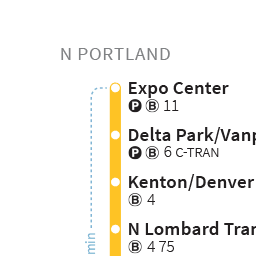 N PORTLAND
Expo Center
P B 11
Delta Park/Vanp
P B 6 C-TRAN
Kenton/Denver
B 4
N Lombard Tran
B 4 75
min